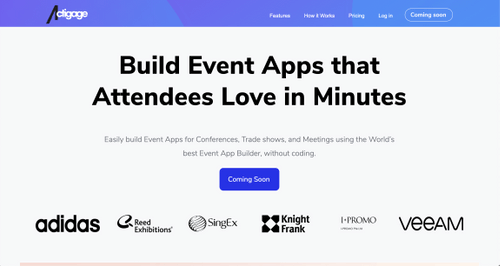 Adigage
Features How it Works Pricing Log in Coming soon
Build Event Apps that
Attendees Love in Minutes
Easily build Event Apps for Conferences, Trade shows, and Meetings using the World's
best Event App Builder, without coding.
Coming Soon
adidas Reed Exhibitions SingEx Knight Frank I·PROMO veeam